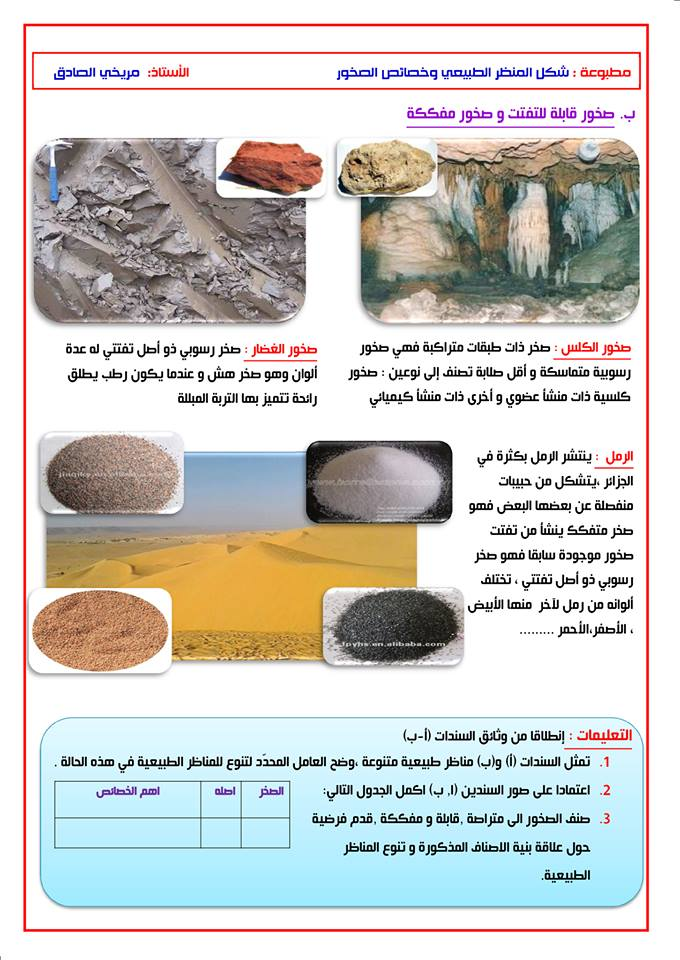 مطبوعة : شكل المنظر الطبيعي وخصائص الصخور الأستاذ: مريخي الصادق
ب. صخور قابلة للتفتت و صخور مفككة
صخور الكلس : صخر ذات طبقات متراكبة فهي صخور
رسوبية متماسكة و أقل صلابة تصنف إلى نوعين : صخور
كلسية ذات منشأ عضوي و أخرى ذات منشأ كيميائي
صخور الغضار : صخر رسوبي ذو أصل تفتتي له عدة
ألوان وهو صخر هش و عندما يكون رطب يطلق
رائحة تتميز بها التربة المبللة
الرمل : ينتشر الرمل بكثرة في
الجزائر ،يتشكل من حبيبات
منفصلة عن بعضها البعض فهو
صخر متفكك ينشأ من تفتت
صخور موجودة سابقا فهو صخر
رسوبي ذو أصل تفتتي ، تختلف
ألوانه من رمل لآخر منها الأبيض
، الأصفر،الأحمر .........
fpyhs.en.alibaba.com
التعليمات : إنطلاقا من وثائق السندات (أ-ب)
1. تمثل السندات (أ) و(ب) مناظر طبيعية متنوعة ،وضح العامل المحدّد لتنوع للمناظر الطبيعية في هذه الحالة .
2. اعتمادا على صور السندين (ا, ب) اكمل الجدول التالي:
3. صنف الصخور الى متراصة ,قابلة و مفككة ,قدم فرضية
حول علاقة بنية الاصناف المذكورة و تنوع المناظر
الطبيعية.
الصخر اصله اهم الخصائص